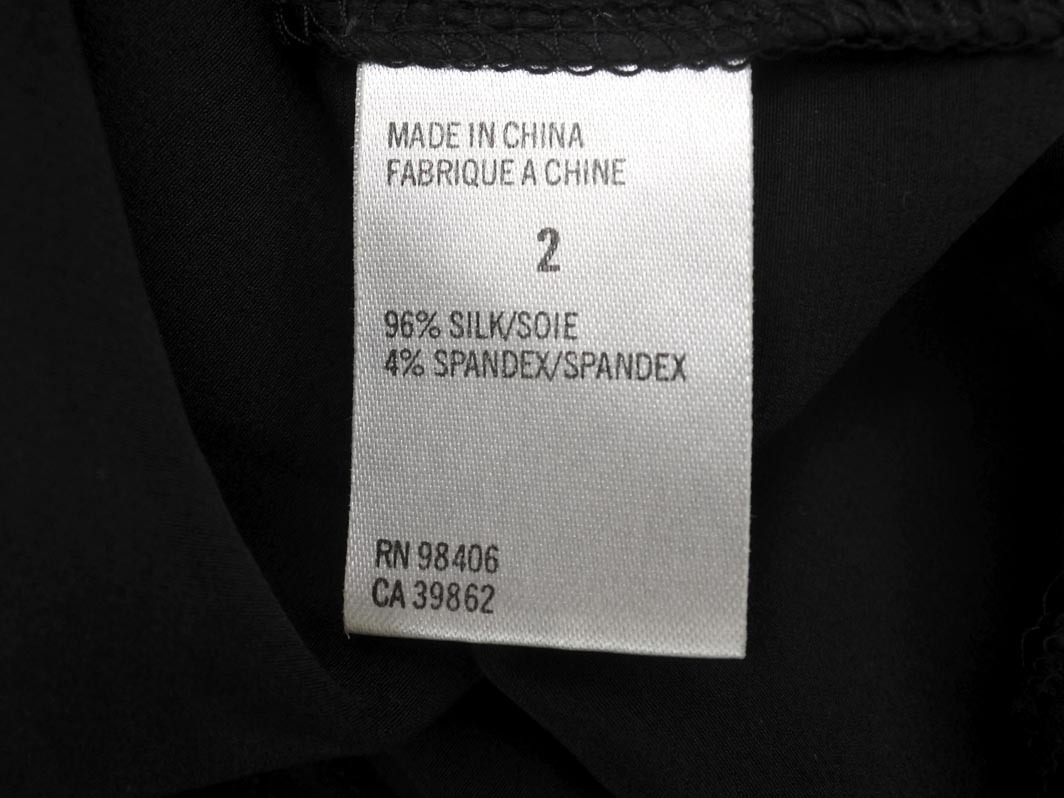 MADE IN CHINA
FABRIQUE A CHINE
2
96% SILK/SOIE
4% SPANDEX/SPANDEX
RN 98406
CA 39862